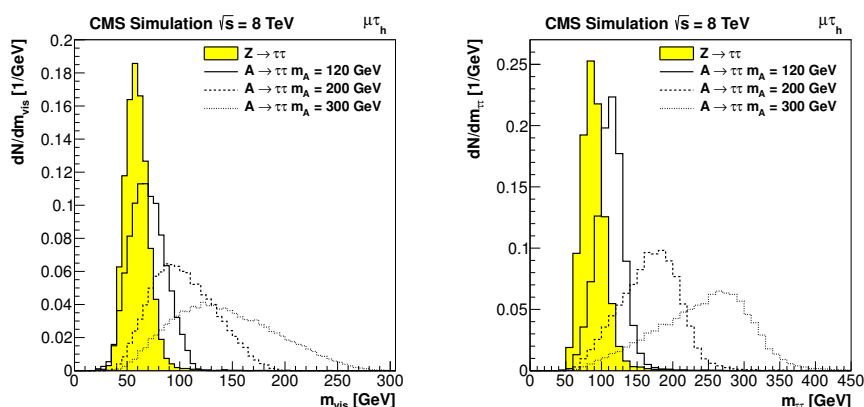 CMS Simulation √s = 8 TeV
μτh
dN/dmvis [1/GeV]
0.2
0.18
0.16
0.14
0.12
0.1
0.08
0.06
0.04
0.02
0
Z → ττ
A → ττ mA = 120 GeV
A → ττ mA = 200 GeV
A → ττ mA = 300 GeV
0 50 100 150 200 250 300
mvis [GeV]
CMS Simulation √s = 8 TeV
μτh
dN/dmττ [1/GeV]
0.25
0.2
0.15
0.1
0.05
0
Z → ττ
A → ττ mA = 120 GeV
A → ττ mA = 200 GeV
A → ττ mA = 300 GeV
0 50 100 150 200 250 300 350 400 450
mττ [GeV]